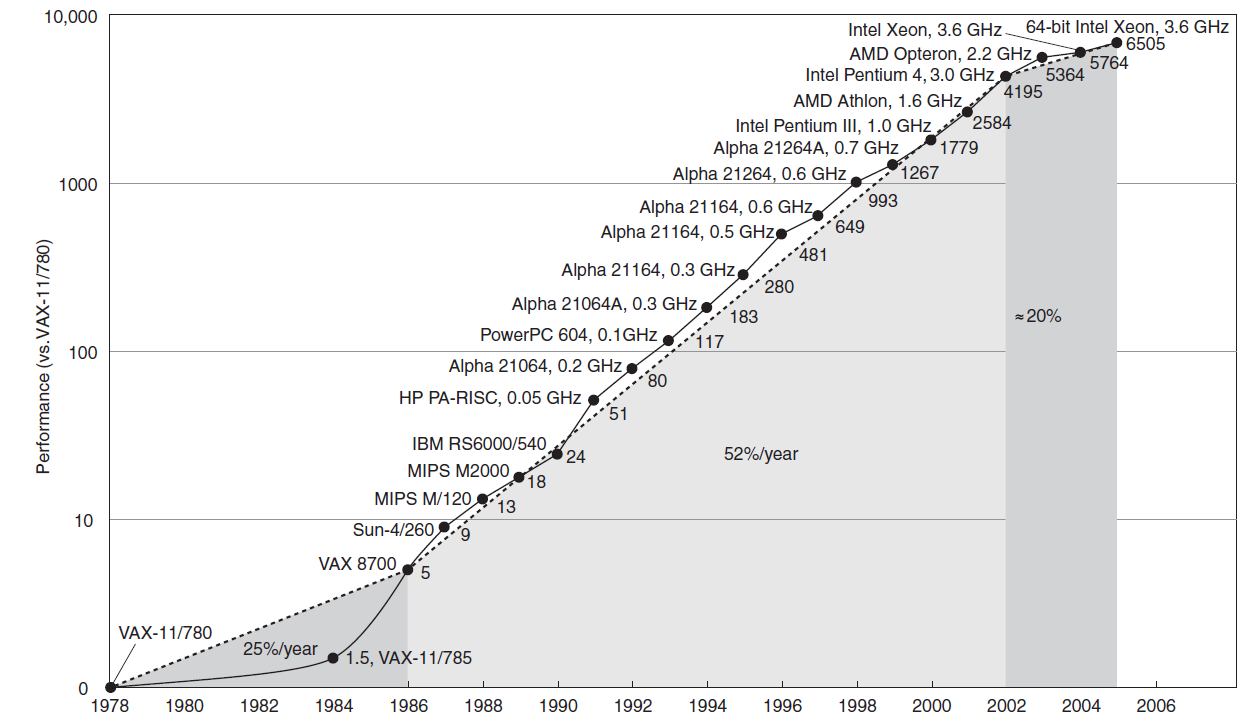 10,000
1000
100
10
0
Performance (vs. VAX-11/780)
Intel Xeon, 3.6 GHz
64-bit Intel Xeon, 3.6 GHz
6505
AMD Opteron, 2.2 GHz
5764
Intel Pentium 4, 3.0 GHz
5364
4195
AMD Athlon, 1.6 GHz
2584
Intel Pentium III, 1.0 GHz
1779
Alpha 21264A, 0.7 GHz
1267
Alpha 21264, 0.6 GHz
993
Alpha 21164, 0.6 GHz
649
Alpha 21164, 0.5 GHz
481
Alpha 21164, 0.3 GHz
280
Alpha 21064A, 0.3 GHz
183
PowerPC 604, 0.1GHz
117
Alpha 21064, 0.2 GHz
80
HP PA-RISC, 0.05 GHz
51
IBM RS6000/540
24
MIPS M2000
18
MIPS M/120
13
Sun-4/260
9
VAX 8700
5
VAX-11/780
25%/year
1.5, VAX-11/785
52%/year
≈20%
1978 1980 1982 1984 1986 1988 1990 1992 1994 1996 1998 2000 2002 2004 2006